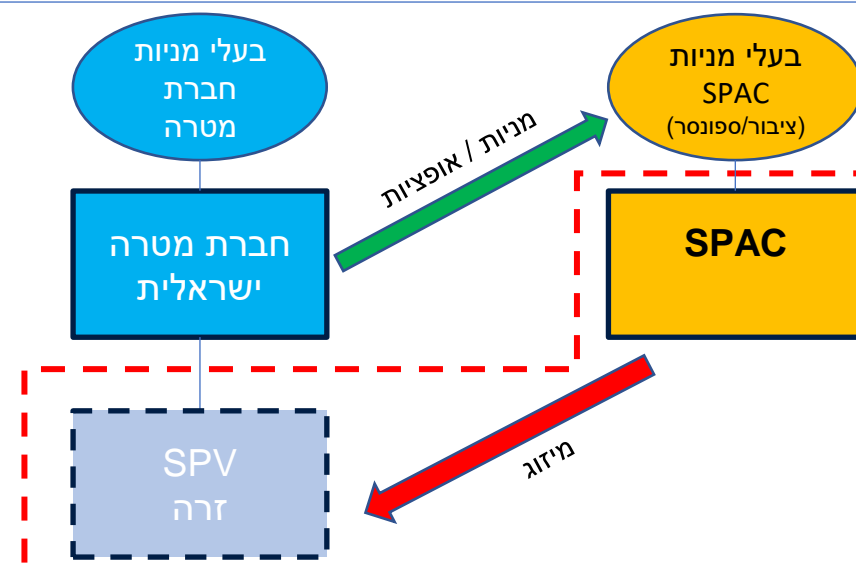 בעלי מניות
חברת
מטרה
בעלי מניות
SPAC
(ציבור/ספונסר)
מניות / אופציות
חברת מטרה
ישראלית
SPAC
מיזוג
SPV
זרה